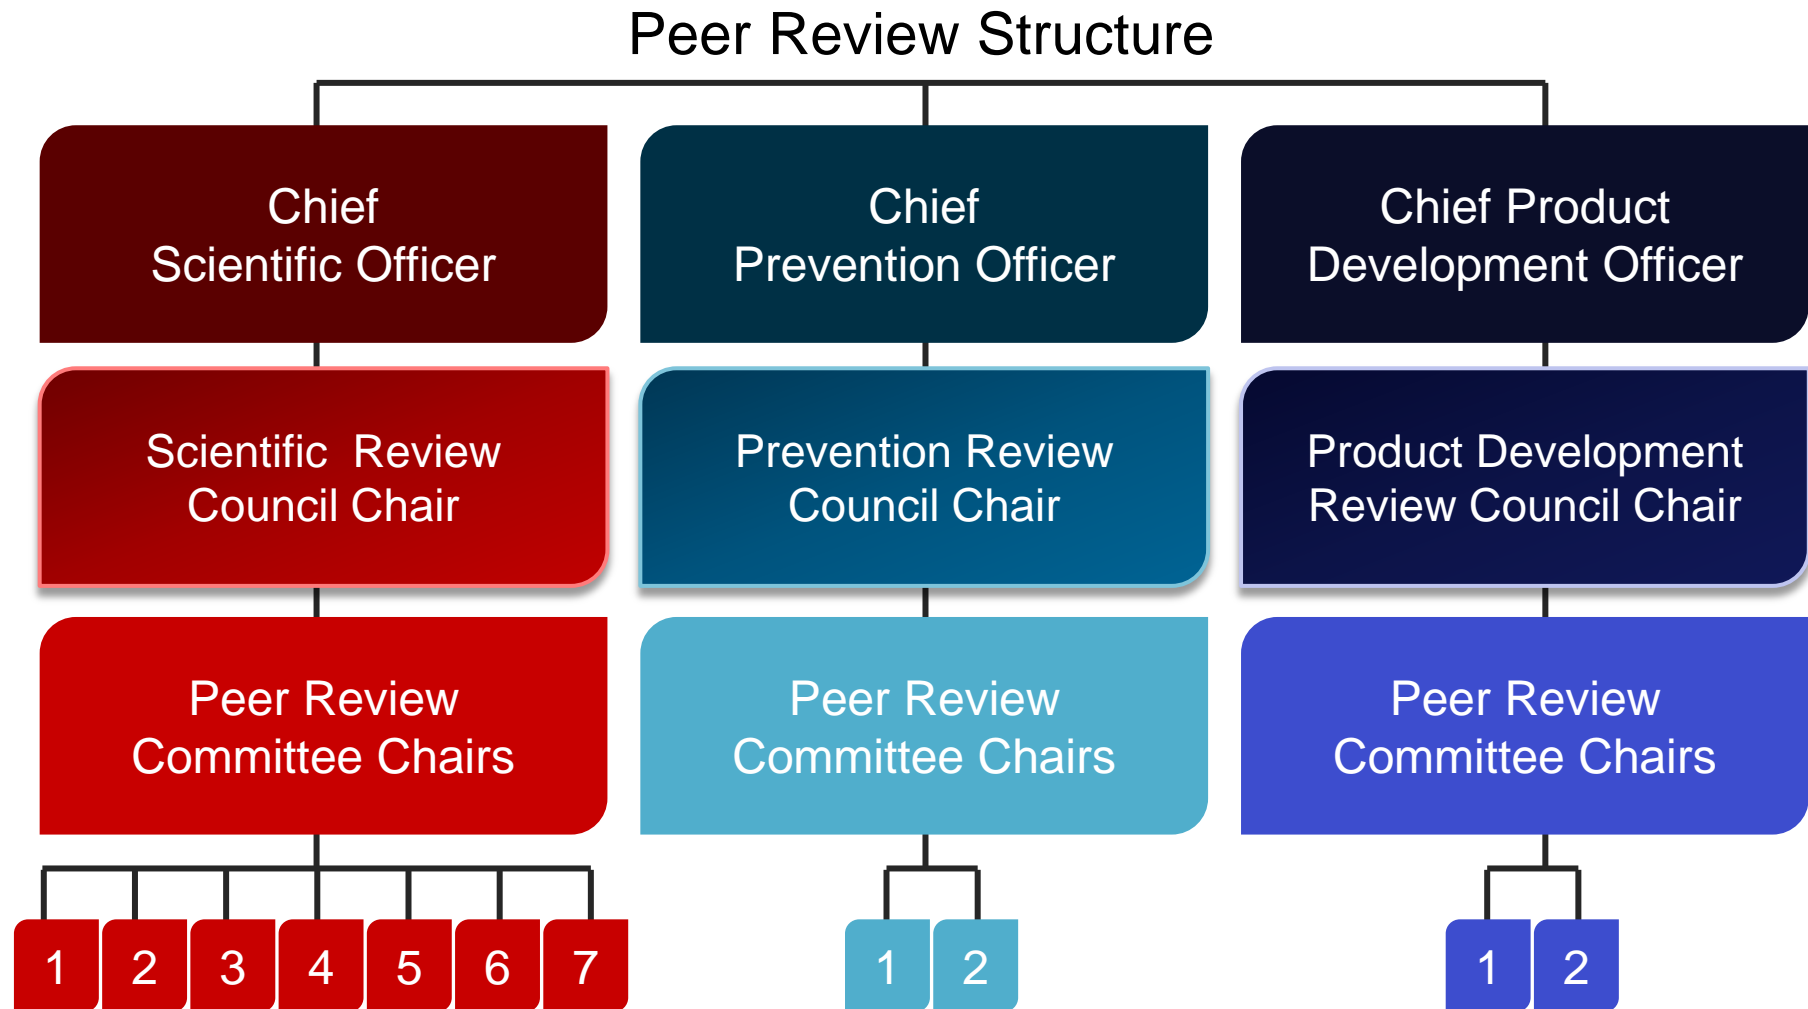 Peer Review Structure
Chief
Scientific Officer
Chief
Prevention Officer
Chief Product
Development Officer
Scientific  Review
Council Chair
Prevention Review
Council Chair
Product Development
Review Council Chair
Peer Review
Committee Chairs
Peer Review
Committee Chairs
Peer Review
Committee Chairs
1 2 3 4 5 6 7
1 2
1 2